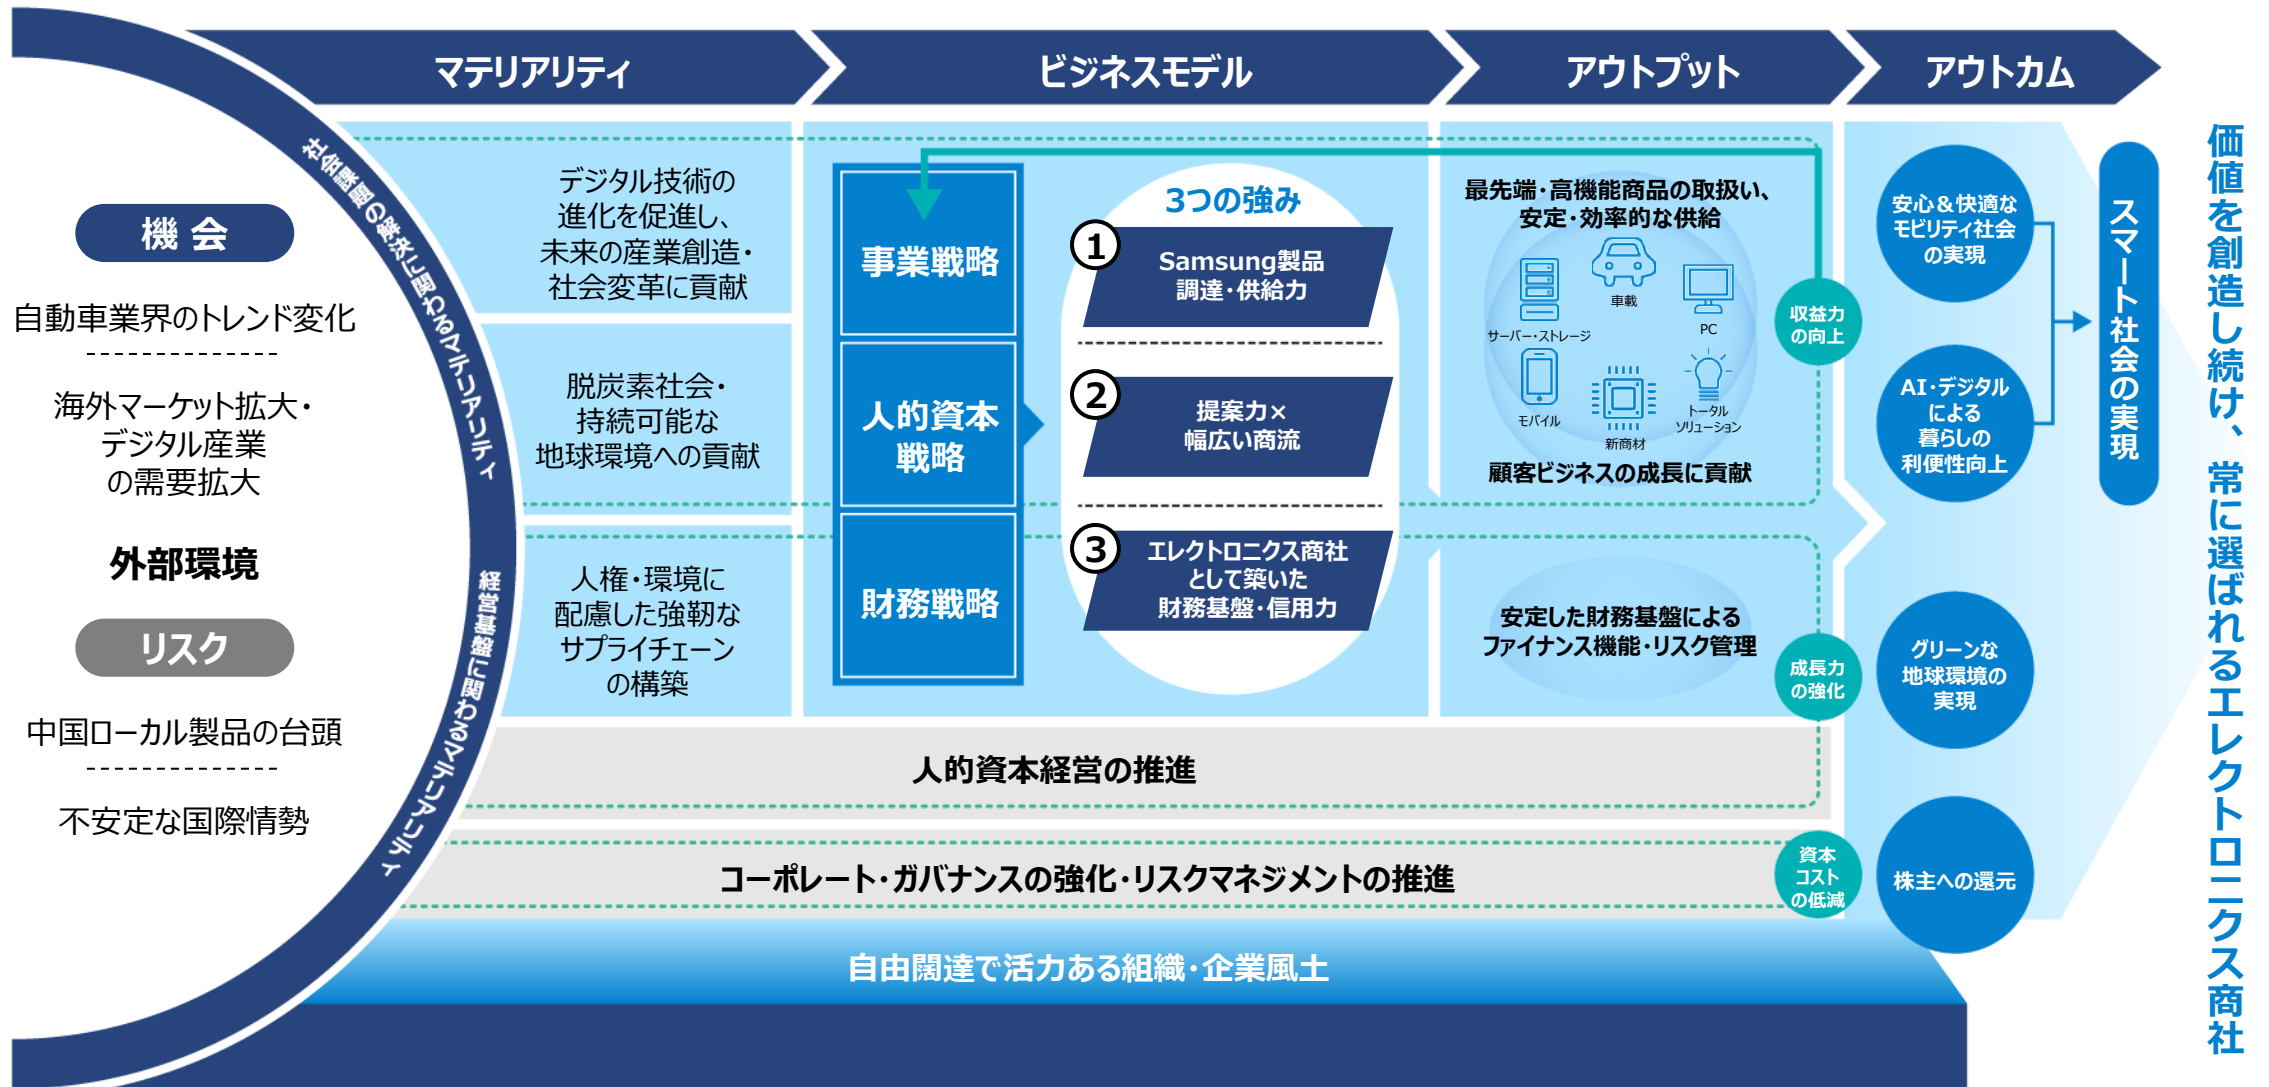 マテリアリティ
ビジネスモデル
アウトプット
アウトカム
機会
自動車業界のトレンド変化
海外マーケット拡大・
デジタル産業
の需要拡大
外部環境
リスク
中国ローカル製品の台頭
不安定な国際情勢
社会課題の解決に関わるマテリアリティ
経営基盤に関わるマテリアリティ
デジタル技術の
進化を促進し、
未来の産業創造・
社会変革に貢献
脱炭素社会・
持続可能な
地球環境への貢献
人権・環境に
配慮した強靭な
サプライチェーン
の構築
事業戦略
人的資本
戦略
財務戦略
3つの強み
1
Samsung製品
調達・供給力
2
提案力×
幅広い商流
3
エレクトロニクス商社
として築いた
財務基盤・信用力
最先端・高機能商品の取扱い、
安定・効率的な供給
サーバー・ストレージ
車載
PC
モバイル
新商材
トータル
ソリューション
顧客ビジネスの成長に貢献
安定した財務基盤による
ファイナンス機能・リスク管理
収益力
の向上
成長力
の強化
資本
コスト
の低減
人的資本経営の推進
コーポレート・ガバナンスの強化・リスクマネジメントの推進
自由闊達で活力ある組織・企業風土
安心＆快適な
モビリティ社会
の実現
AI・デジタル
による
暮らしの
利便性向上
グリーンな
地球環境の
実現
株主への還元
スマート社会の実現
価値を創造し続け、常に選ばれるエレクトロニクス商社